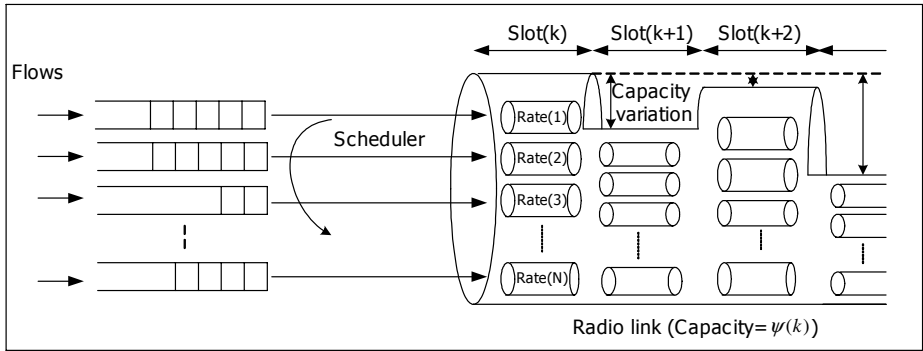 Slot(k) Slot(k+1) Slot(k+2)
Flows
Capacity
variation
Scheduler
Rate(1)
Rate(2)
Rate(3)
Rate(N)
Radio link (Capacity= ψ(k))